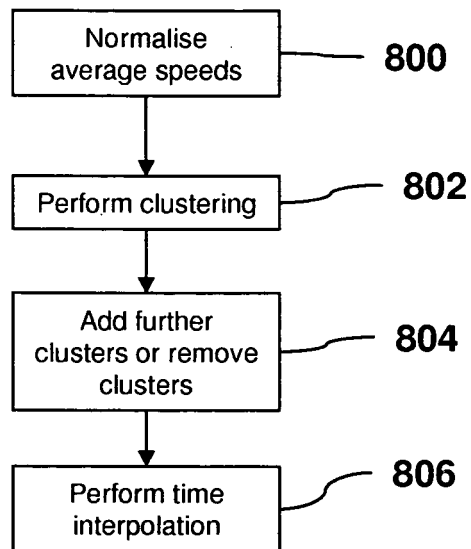 Normalise
average speeds
800
Perform clustering
802
Add further
clusters or remove
clusters
804
Perform time
interpolation
806